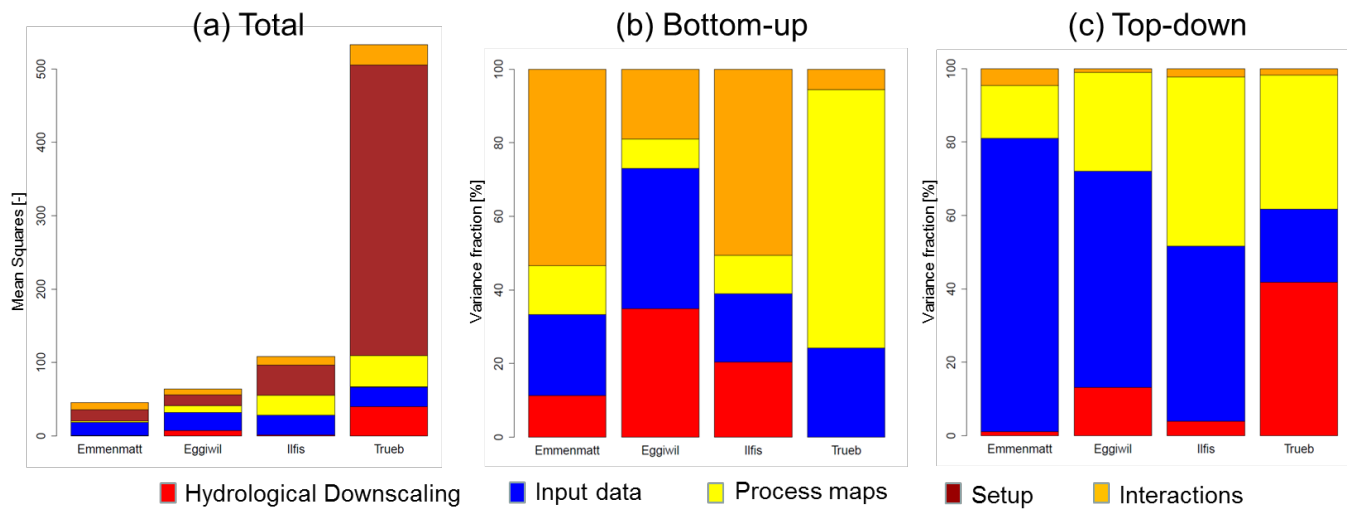 (a) Total
(b) Bottom-up
(c) Top-down
Mean Squares [-]
0
100
200
300
400
500
Emmenmatt Eggiwil Ilfis Trueb
Variance fraction [%]
0
20
40
60
80
100
Emmenmatt Eggiwil Ilfis Trueb
Variance fraction [%]
0
20
40
60
80
100
Emmenmatt Eggiwil Ilfis Trueb
Hydrological Downscaling Input data Process maps Setup Interactions